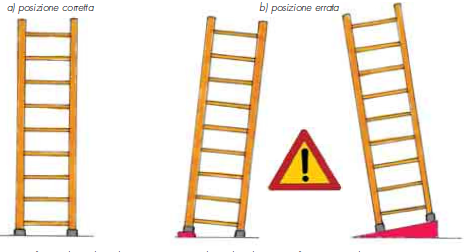 a) posizione corretta
b) posizione errata